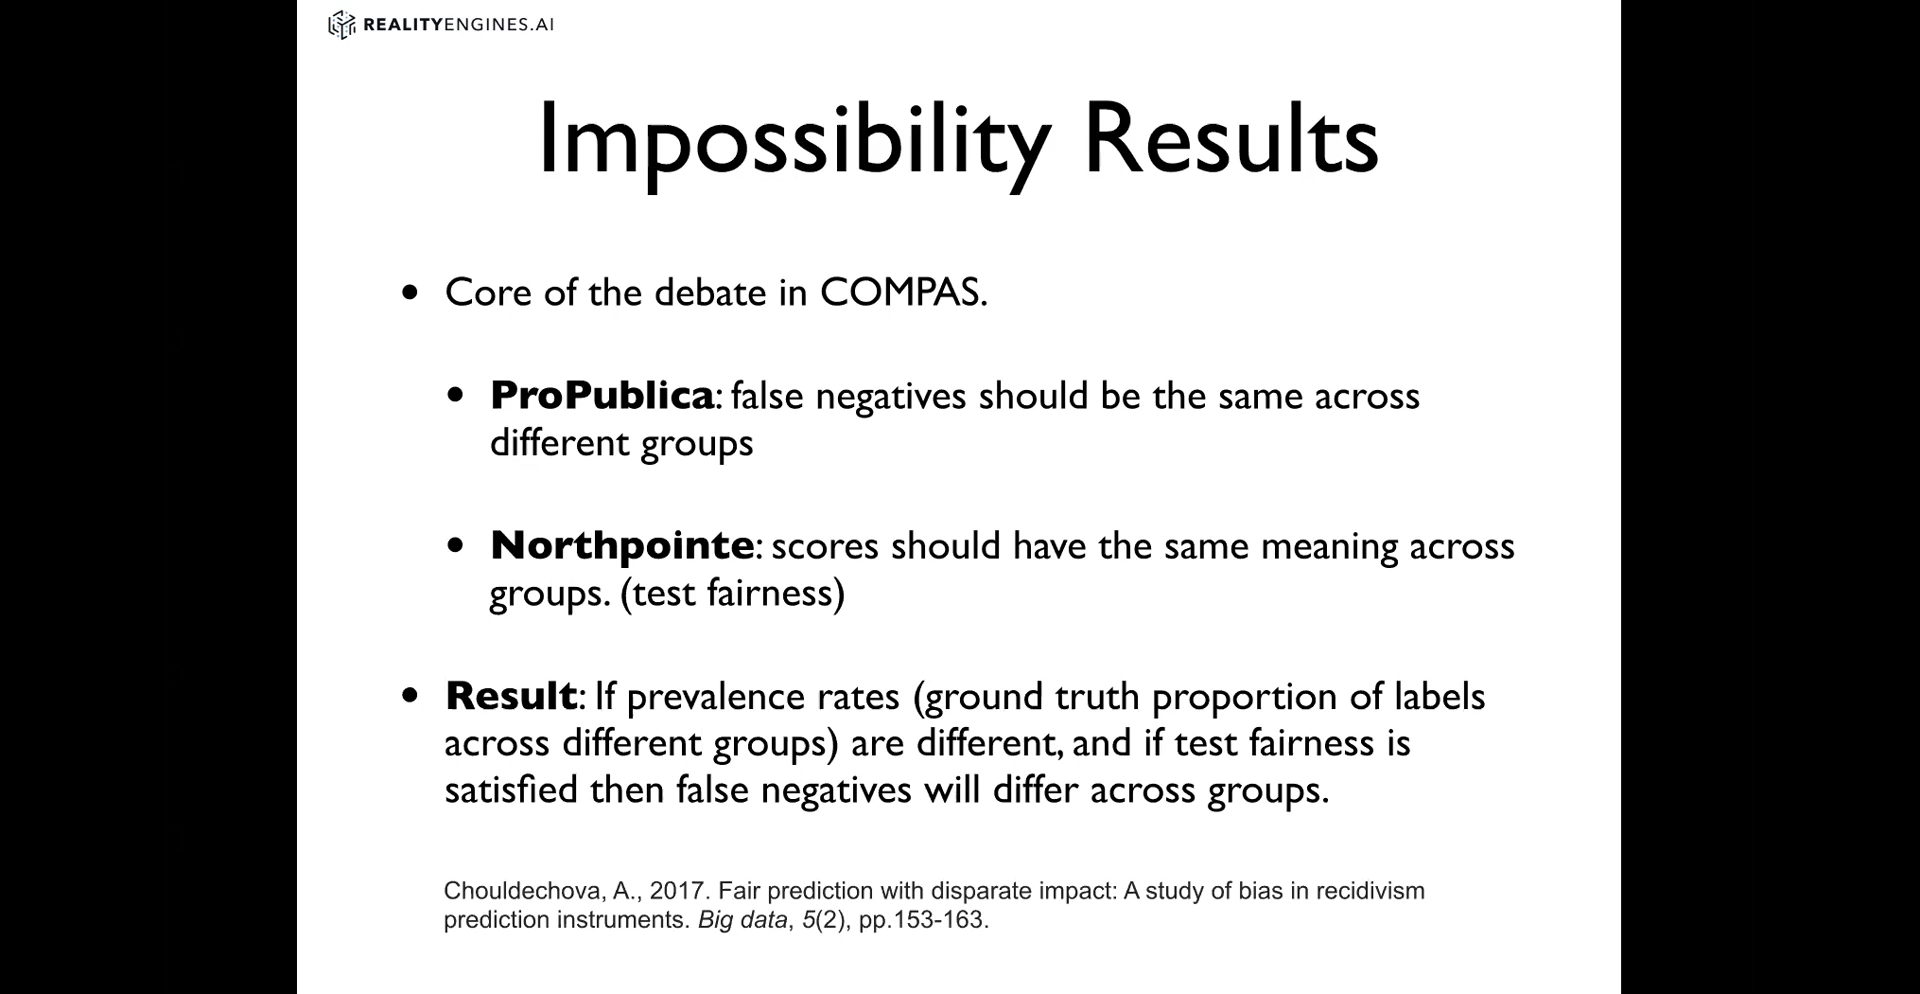 REALITYENGINES.AI
Impossibility Results
• Core of the debate in COMPAS.
• ProPublica: false negatives should be the same across
different groups
• Northpointe: scores should have the same meaning across
groups. (test fairness)
• Result: If prevalence rates (ground truth proportion of labels
across different groups) are different, and if test fairness is
satisfied then false negatives will differ across groups.
Chouldechova, A., 2017. Fair prediction with disparate impact: A study of bias in recidivism
prediction instruments. Big data, 5(2), pp.153-163.